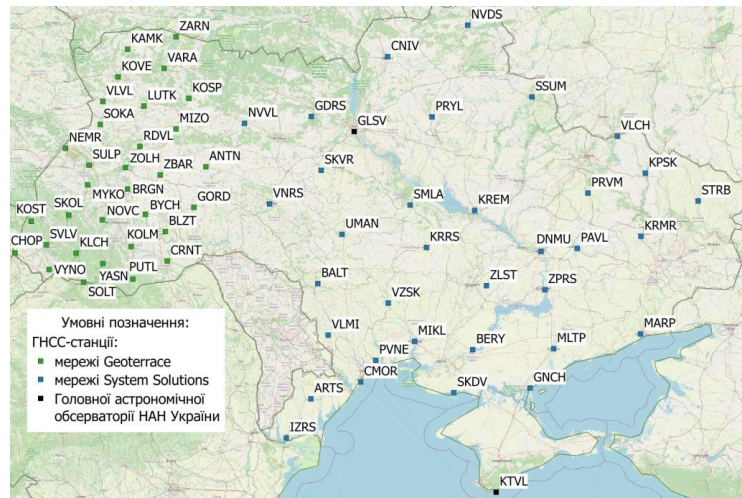 NVDS
ZARN
KAMK
CNIV
VARA
KOVE
KOSP
SSUM
VLVL
LUTK
GDRS
PRYL
SOKA
MIZO
NVVL
GLSV
VLCH
NEMR
RDVL
SULP
ZOLH
ZBAR
ANTN
SKVR
KPSK
MYKO
BRGN
VNRS
SMLA
KREM
PRVM
STRB
KOST
SKOL
NOVC
BYCH
GORD
UMAN
SVLV
KLCH
KOLM
BLZT
KRRS
DNMU
PAVL
KRMR
CHOP
CRNT
VYNO
YASN
PUTL
BALT
ZLST
ZPRS
SOLT
VZSK
Умовні позначення:
ГНСС-станції:
мережі Geoterrace
мережі System Solutions
Головної астрономічної
обсерваторії НАН України
VLMI
MIKL
BERY
MLTP
MARP
PVNE
CMOR
ARTS
SKDV
GNCH
IZRS
KTVL